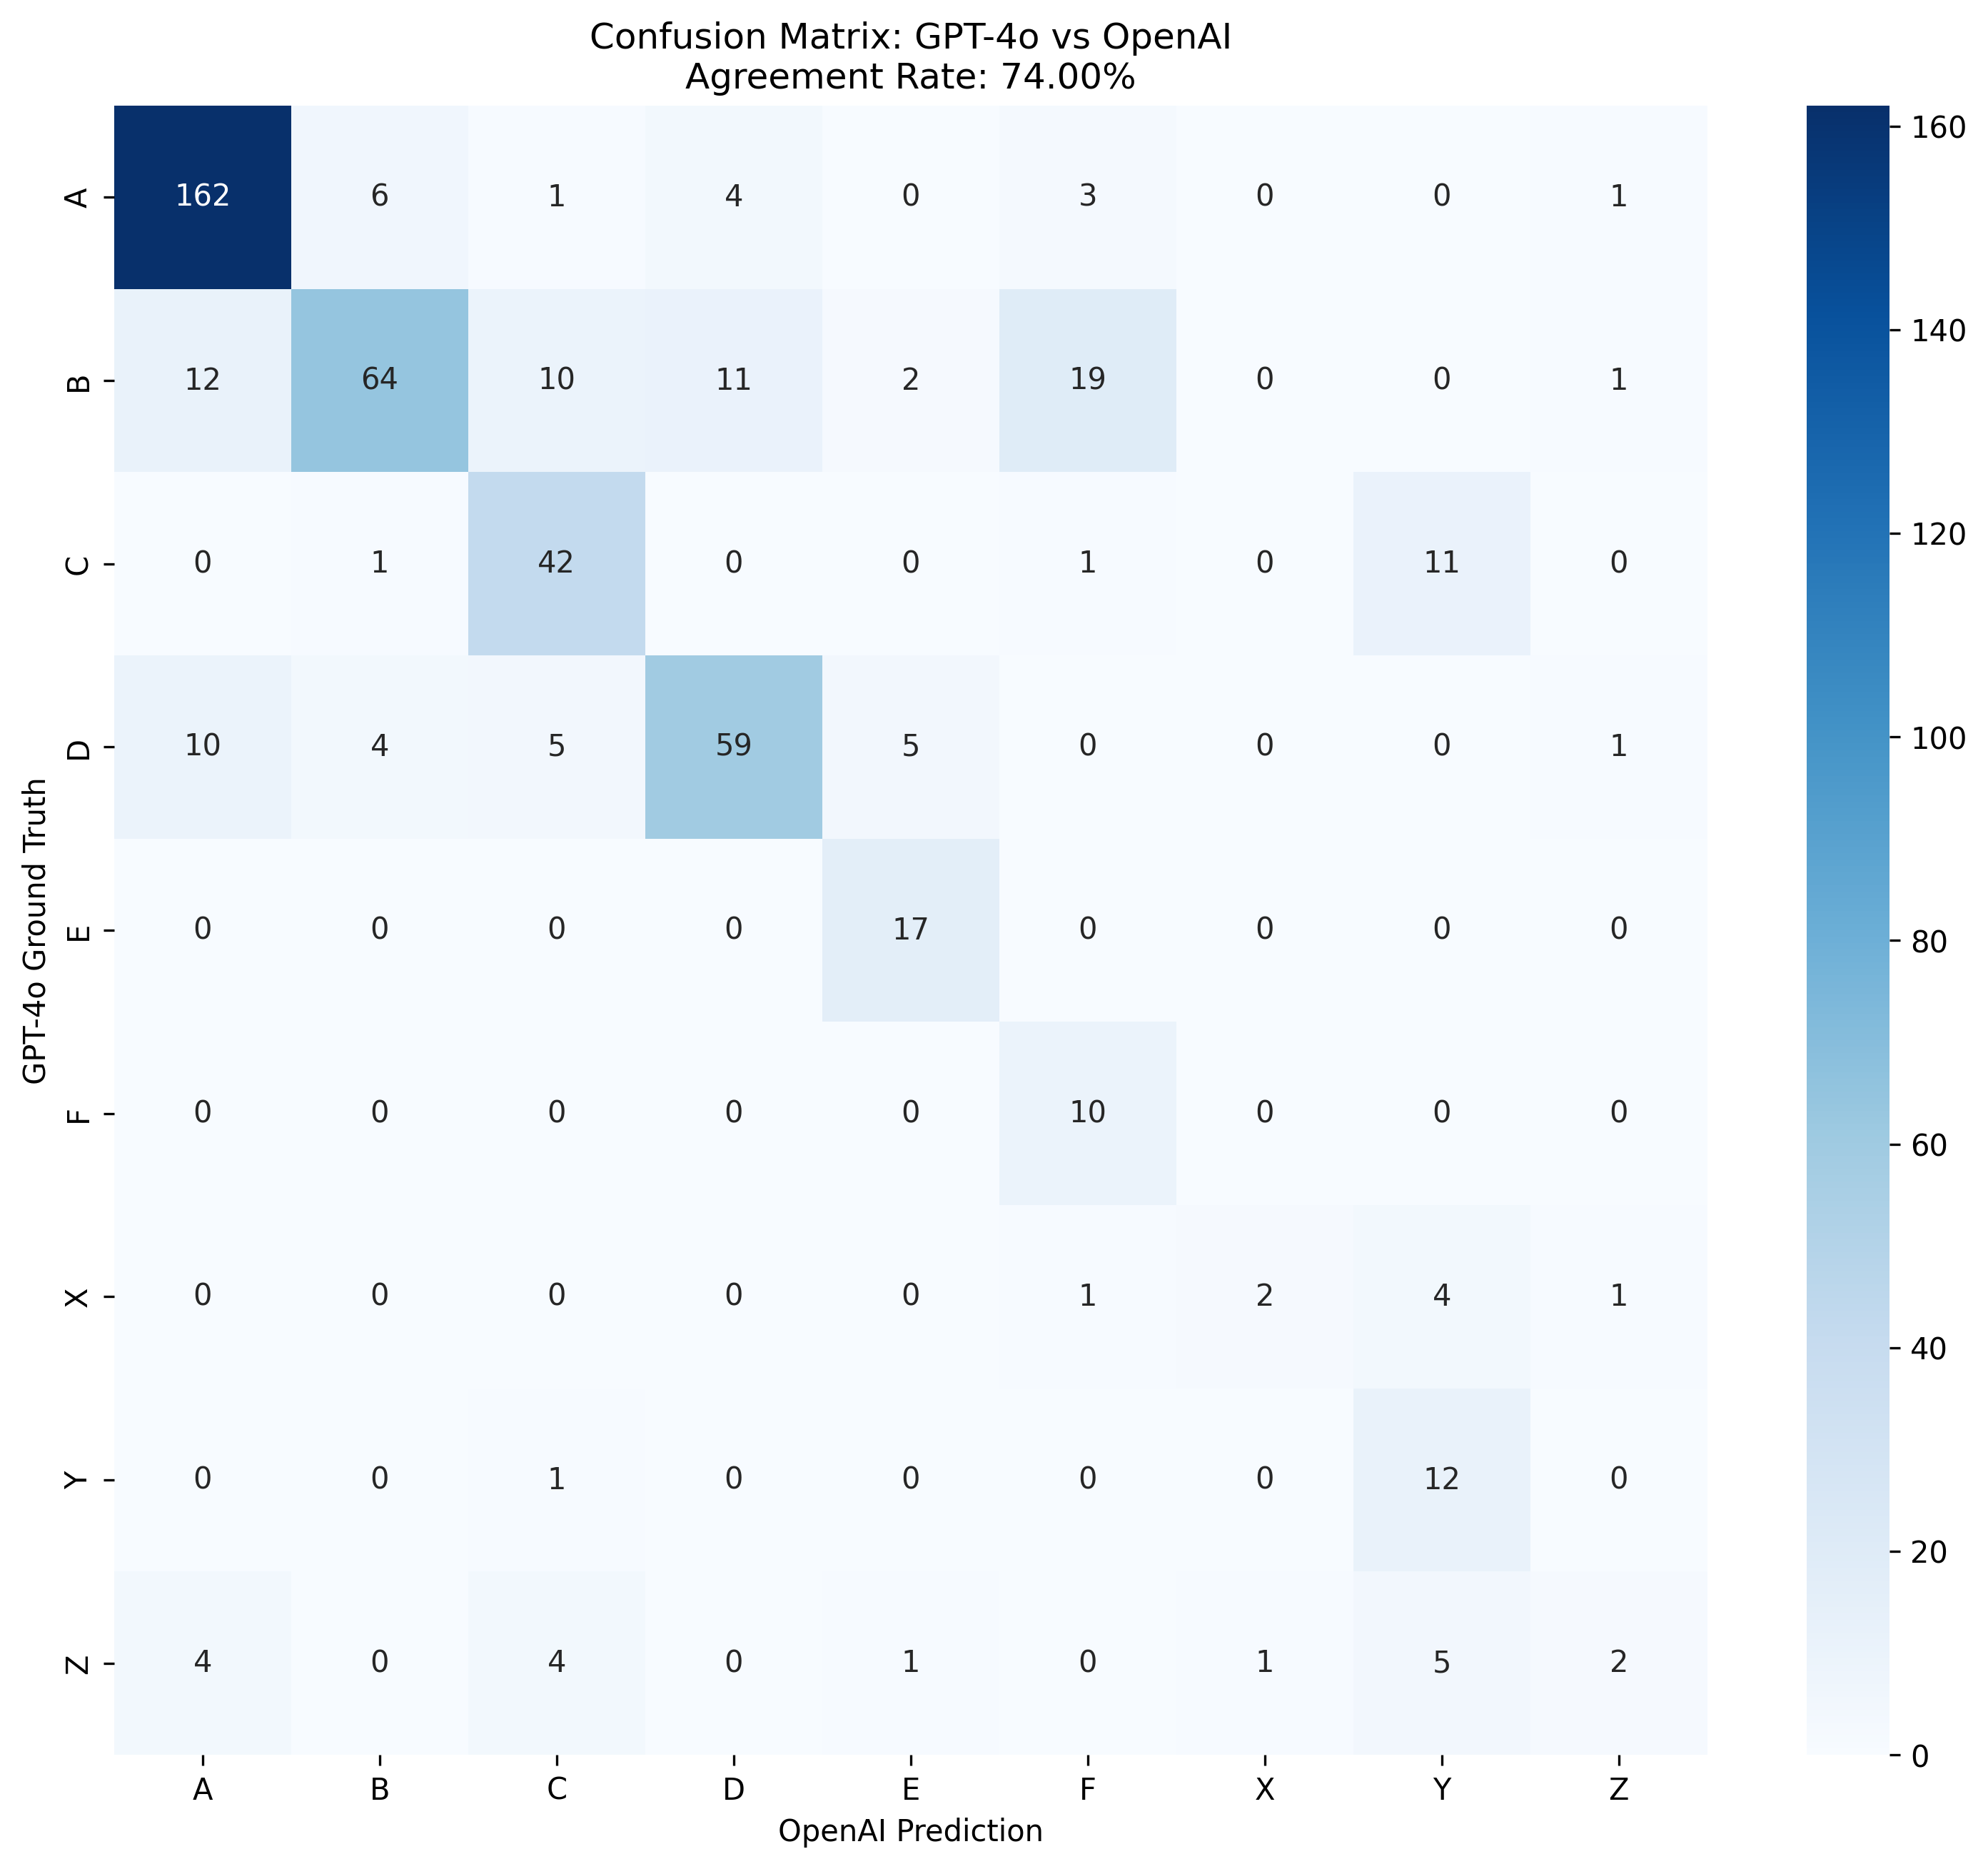 Confusion Matrix: GPT-4o vs OpenAI
Agreement Rate: 74.00%
GPT-4o Ground Truth
A 162 6 1 4 0 3 0 0 1
B 12 64 10 11 2 19 0 0 1
C 0 1 42 0 0 1 0 11 0
D 10 4 5 59 5 0 0 0 1
E 0 0 0 0 17 0 0 0 0
F 0 0 0 0 0 10 0 0 0
X 0 0 0 0 0 1 2 4 1
Y 0 0 1 0 0 0 0 12 0
Z 4 0 4 0 1 0 1 5 2
A B C D E F X Y Z
OpenAI Prediction
160
140
120
100
80
60
40
20
0